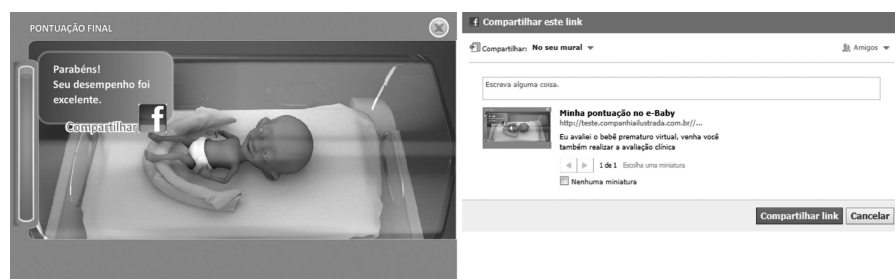 PONTUAÇÃO FINAL
Parabéns!
Seu desempenho foi
excelente.
Compartilhar f
f Compartilhar este link
Compartilhar: No seu mural
Amigos
Escreva alguma coisa.
Minha pontuação no e-Baby
http://teste.companhiailustrada.com.br//...
Eu avaliei o bebê prematuro virtual, venha você
também realizar a avaliação clínica
1 de 1 Escolha uma miniatura
Nenhuma miniatura
Compartilhar link Cancelar